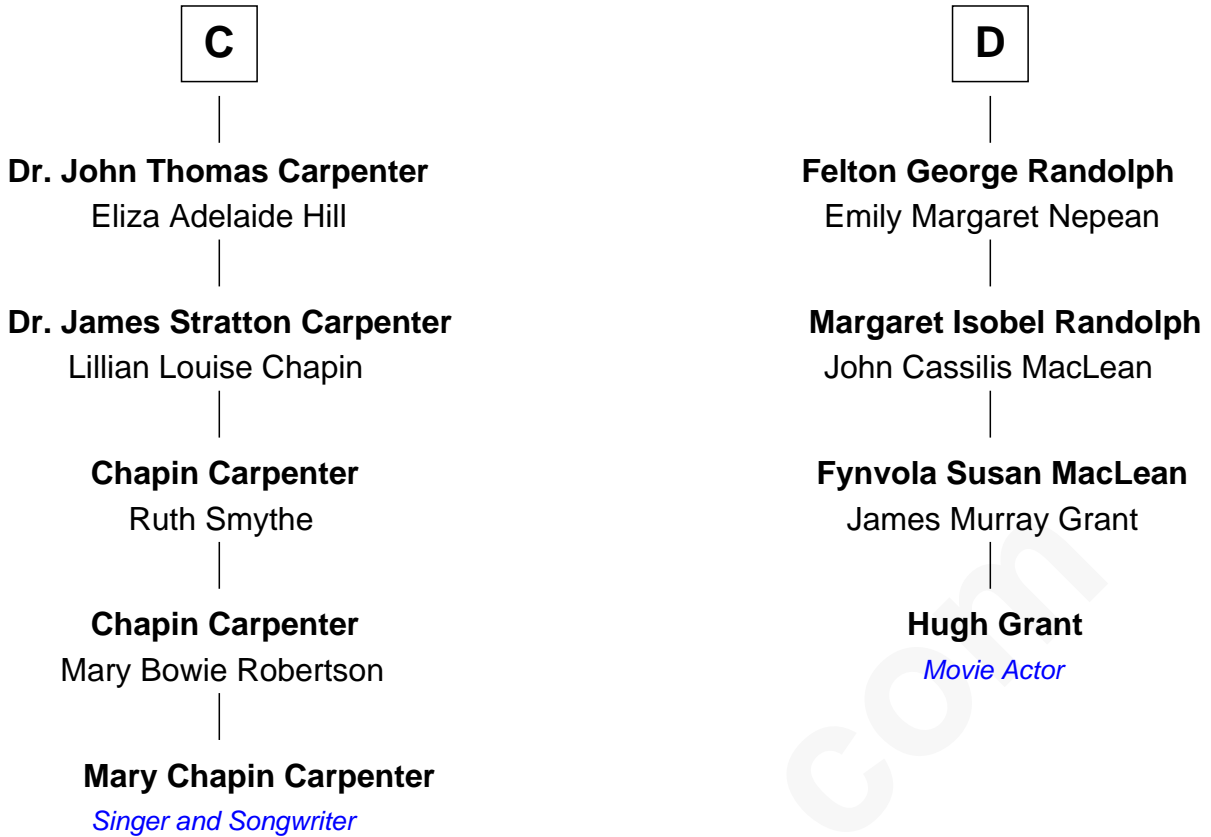 C
Dr. John Thomas Carpenter
Eliza Adelaide Hill
Dr. James Stratton Carpenter
Lillian Louise Chapin
Chapin Carpenter
Ruth Smythe
Chapin Carpenter
Mary Bowie Robertson
Mary Chapin Carpenter
Singer and Songwriter
D
Felton George Randolph
Emily Margaret Nepean
Margaret Isobel Randolph
John Cassilis MacLean
Fynvola Susan MacLean
James Murray Grant
Hugh Grant
Movie Actor
com